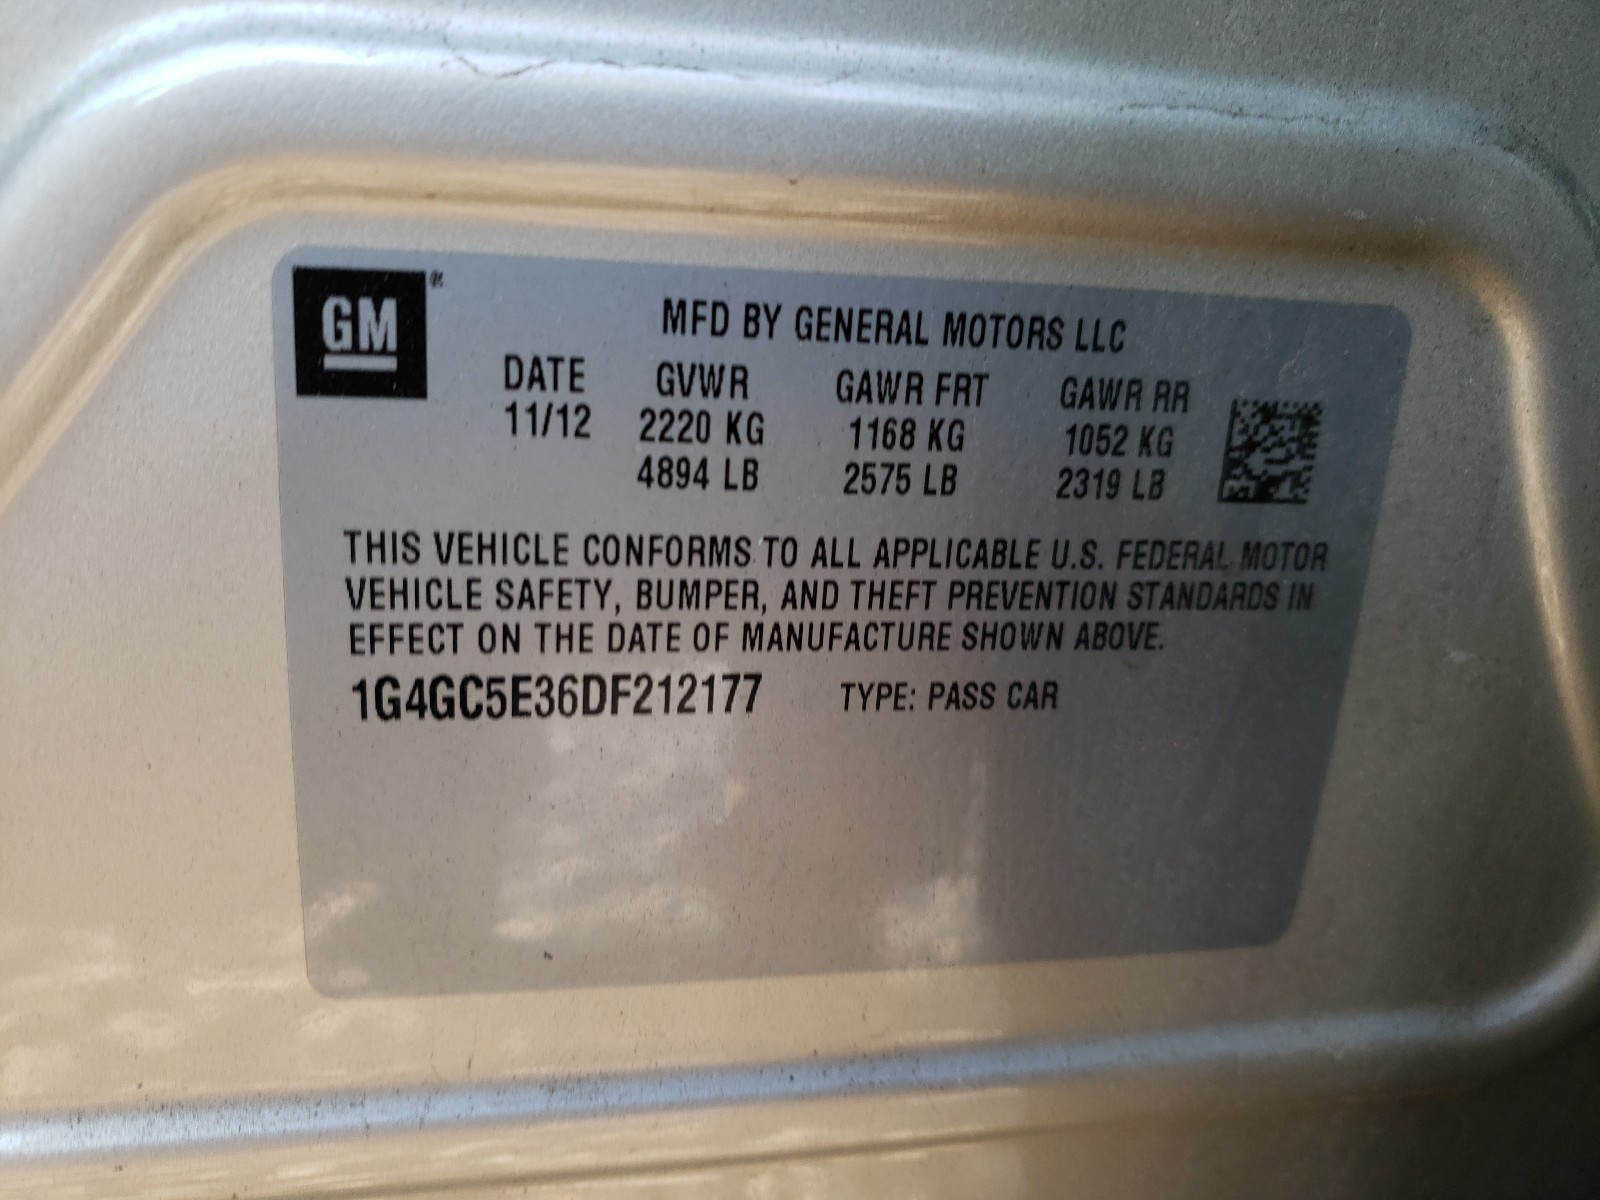 GM®
MFD BY GENERAL MOTORS LLC
DATE GVWR GAWR FRT GAWR RR
11/12 2220 KG 1168 KG 1052 KG
4894 LB 2575 LB 2319 LB
THIS VEHICLE CONFORMS TO ALL APPLICABLE U.S. FEDERAL MOTOR
VEHICLE SAFETY, BUMPER, AND THEFT PREVENTION STANDARDS IN
EFFECT ON THE DATE OF MANUFACTURE SHOWN ABOVE.
1G4GC5E36DF212177 TYPE: PASS CAR